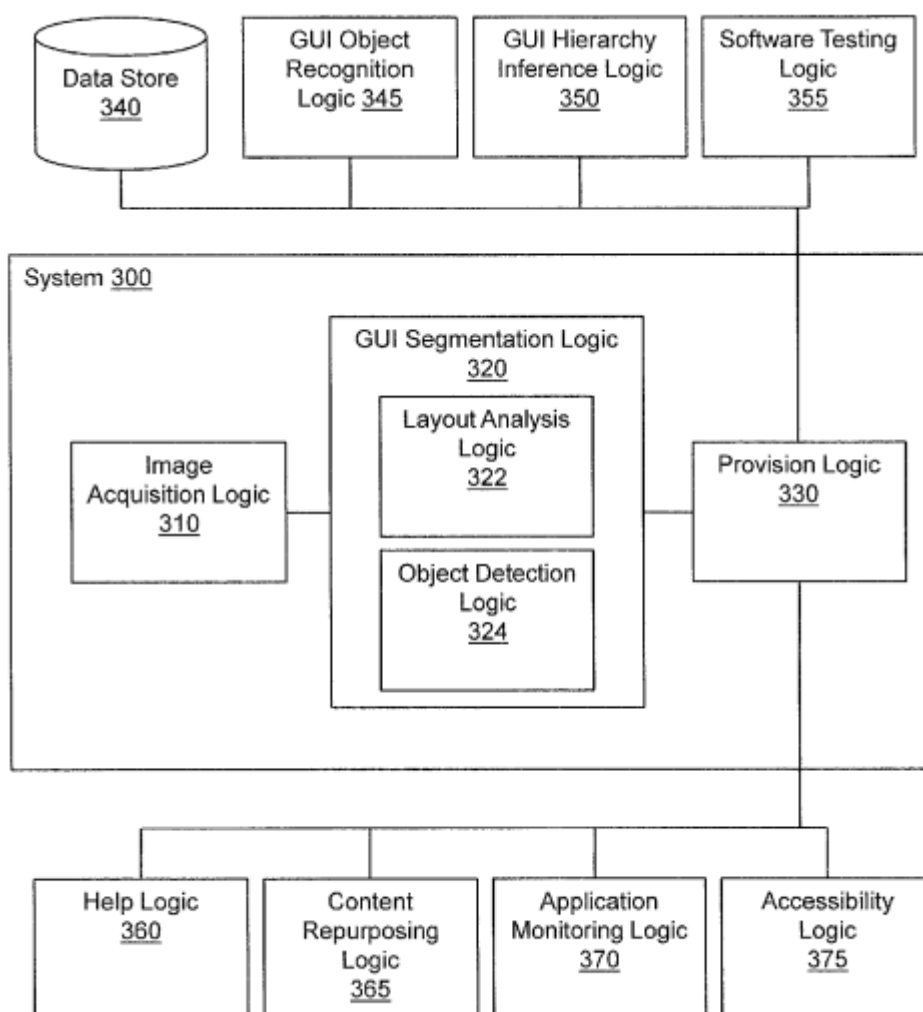 Data Store
340
GUI Object
Recognition
Logic 345
GUI Hierarchy
Inference Logic
350
Software Testing
Logic
355
System 300
GUI Segmentation Logic
320
Layout Analysis
Logic
322
Image
Acquisition Logic
310
Provision Logic
330
Object Detection
Logic
324
Help Logic
360
Content
Repurposing
Logic
365
Application
Monitoring Logic
370
Accessibility
Logic
375